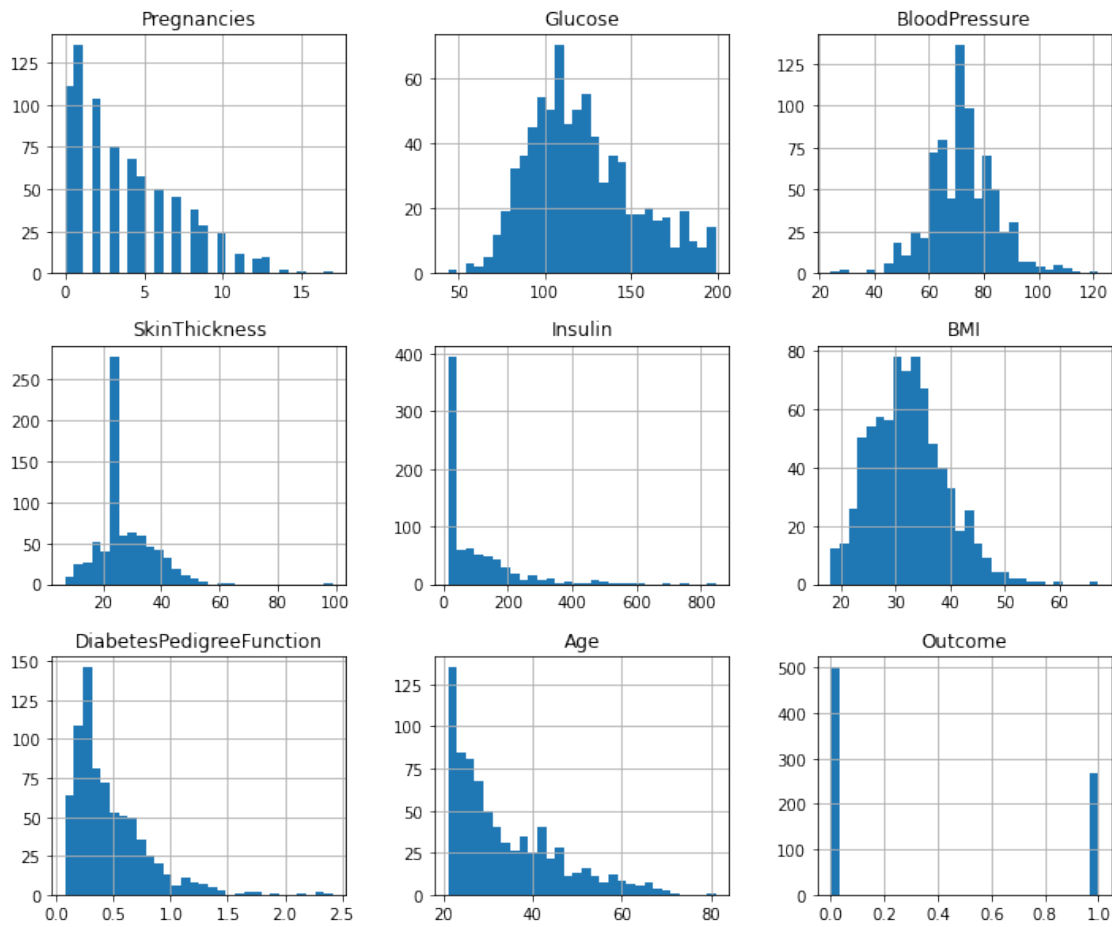 Pregnancies
125
100
75
50
25
0
0 5 10 15
Glucose
60
40
20
0
50 100 150 200
BloodPressure
125
100
75
50
25
0
20 40 60 80 100 120
SkinThickness
250
200
150
100
50
0
20 40 60 80 100
Insulin
400
300
200
100
0
0 200 400 600 800
BMI
80
60
40
20
0
20 30 40 50 60
DiabetesPedigreeFunction
150
125
100
75
50
25
0
0.0 0.5 1.0 1.5 2.0 2.5
Age
125
100
75
50
25
0
20 40 60 80
Outcome
500
400
300
200
100
0
0.0 0.2 0.4 0.6 0.8 1.0